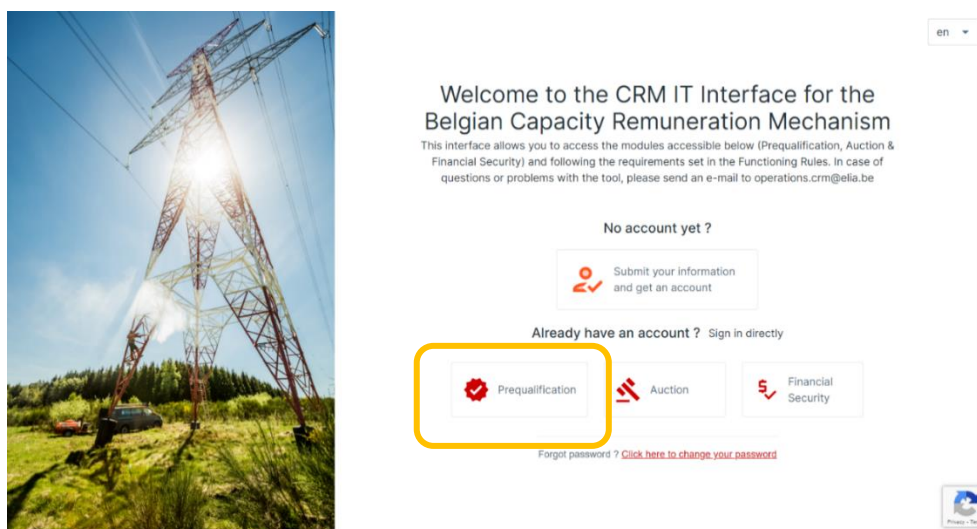 en
Welcome to the CRM IT Interface for the
Belgian Capacity Remuneration Mechanism
This interface allows you to access the modules accessible below (Prequalification, Auction &
Financial Security) and following the requirements set in the Functioning Rules. In case of
questions or problems with the tool, please send an e-mail to operations.crm@elia.be
No account yet ?
Submit your information
and get an account
Already have an account ? Sign in directly
Prequalification
Auction
Financial
Security
Forgot password ? Click here to change your password
Privacy